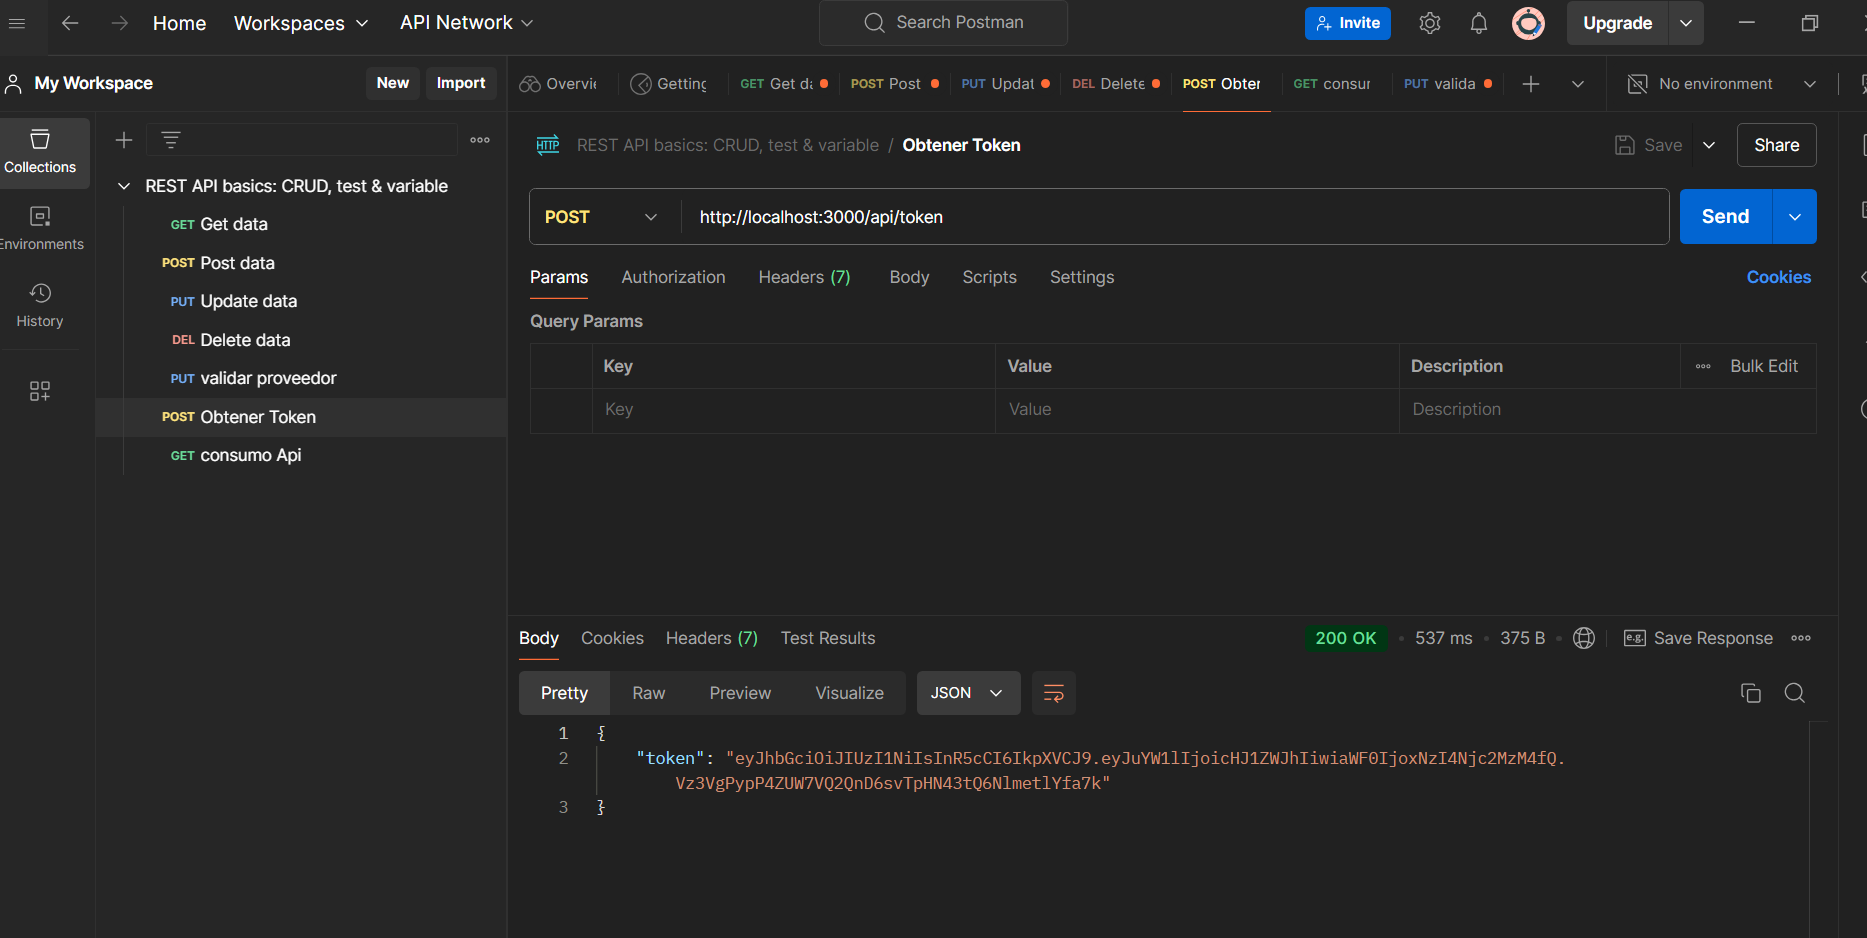 Home Workspaces API Network Search Postman Invite Upgrade
My Workspace New Import
Overvie Gettin GET Get da POST Post PUT Updat DEL Delete POST Obter GET consur PUT valida No environment
Collections
Environments
History
REST API basics: CRUD, test & variable
GET Get data
POST Post data
PUT Update data
DEL Delete data
PUT validar proveedor
POST Obtener Token
GET consumo Api
HTTP REST API basics: CRUD, test & variable / Obtener Token Save Share
POST http://localhost:3000/api/token Send
Params Authorization Headers (7) Body Scripts Settings Cookies
Query Params
Key Value Description Bulk Edit
Key Value Description
Body Cookies Headers (7) Test Results 200 OK 537 ms 375 B e.g. Save Response
Pretty Raw Preview Visualize JSON
1 {
2 "token": "eyJhbGciOiJIUzI1NiIsInR5cCI6IkpXVCJ9.eyJuYW1lIjoicHJ1ZWJhIiwiaWF0IjoxNzI4Njc2MzM4fQ.
Vz3VgPypP4ZUW7VQ2QnD6svTpHN43tQ6NlmetlYfa7k"
3 }